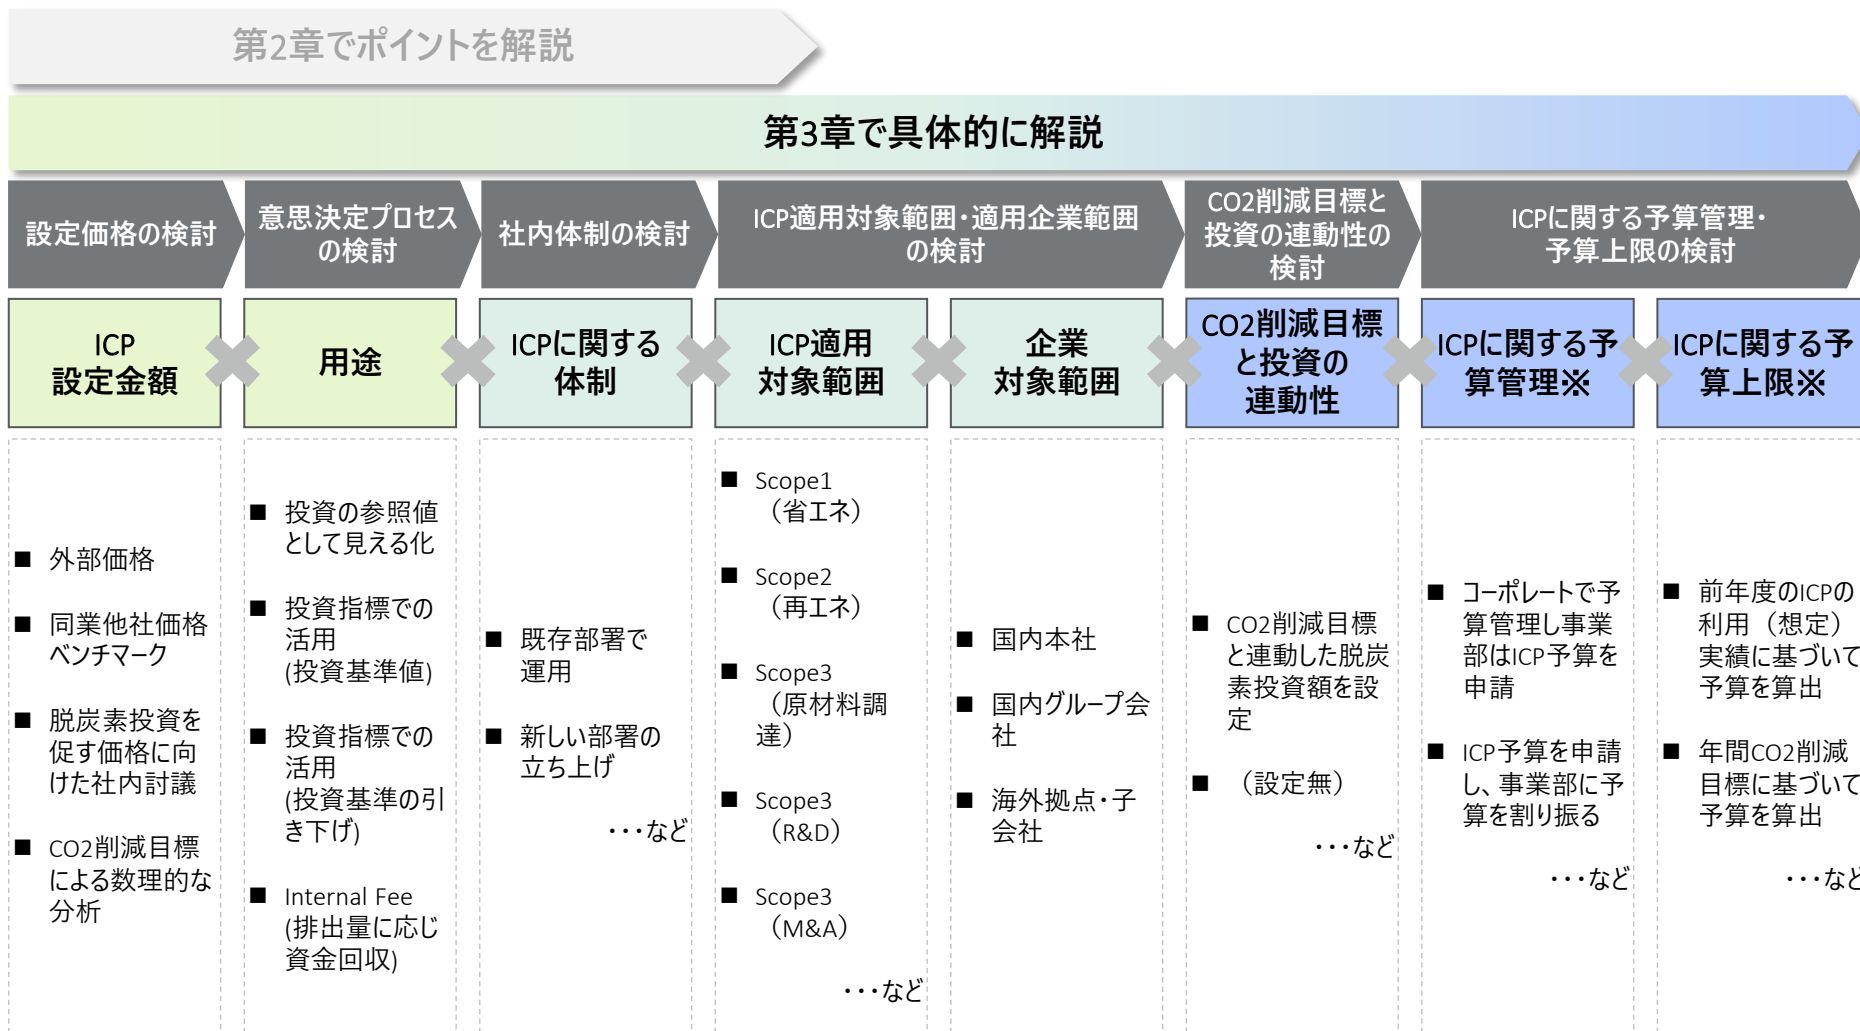 第2章でポイントを解説
第3章で具体的に解説
設定価格の検討
意思決定プロセス
の検討
社内体制の検討
ICP適用対象範囲・適用企業範囲
の検討
CO2削減目標と
投資の連動性の
検討
ICPに関する予算管理・
予算上限の検討
ICP
設定金額
用途
ICPに関する
体制
ICP適用
対象範囲
企業
対象範囲
CO2削減目標
と投資の
連動性
ICPに関する予
算管理※
ICPに関する予
算上限※
■ 外部価格
■ 同業他社価格
ベンチマーク
■ 脱炭素投資を
促す価格に向
けた社内討議
■ CO2削減目標
による数理的な
分析
■ 投資の参照値
として見える化
■ 投資指標での
活用
(投資基準値)
■ 投資指標での
活用
(投資基準の引
き下げ)
■ Internal Fee
(排出量に応じ
資金回収)
■ 既存部署で
運用
■ 新しい部署の
立ち上げ
・・・など
■ Scope1
（省エネ）
■ Scope2
（再エネ）
■ Scope3
（原材料調
達）
■ Scope3
（R&D）
■ Scope3
（M&A）
・・・など
■ 国内本社
■ 国内グループ会
社
■ 海外拠点・子
会社
■ CO2削減目標
と連動した脱炭
素投資額を設
定
■ （設定無）
・・・など
■ コーポレートで予
算管理し事業
部はICP予算を
申請
■ ICP予算を申請
し、事業部に予
算を割り振る
・・・など
■ 前年度のICPの
利用（想定）
実績に基づいて
予算を算出
■ 年間CO2削減
目標に基づいて
予算を算出
・・・など